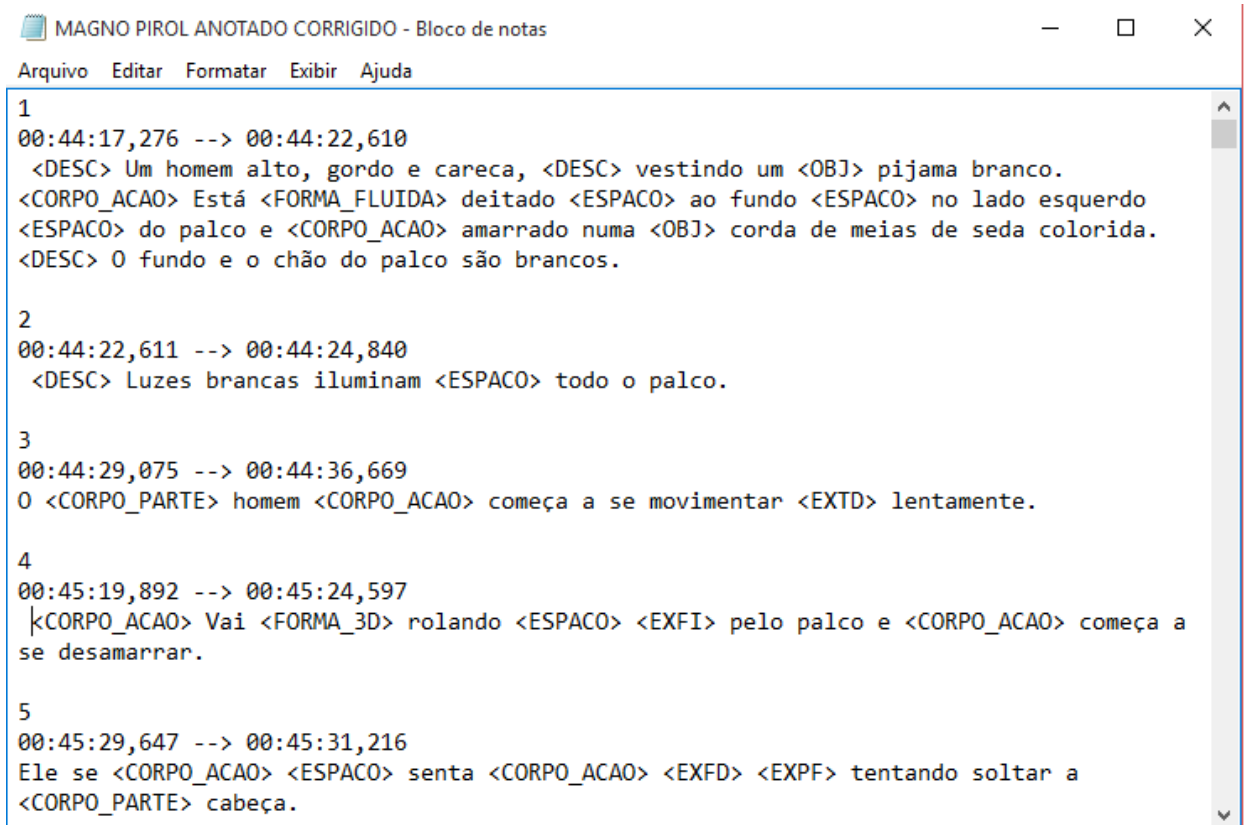 MAGNO PIROL ANOTADO CORRIGIDO - Bloco de notas
Arquivo Editar Formatar Exibir Ajuda
1
00:44:17,276 --> 00:44:22,610
<DESC> Um homem alto, gordo e careca, <DESC> vestindo um <OBJ> pijama branco.
<CORPO_ACAO> Está <FORMA_FLUIDA> deitado <ESPACO> ao fundo <ESPACO> no lado esquerdo
<ESPACO> do palco e <CORPO_ACAO> amarrado numa <OBJ> corda de meias de seda colorida.
<DESC> O fundo e o chão do palco são brancos.
2
00:44:22,611 --> 00:44:24,840
<DESC> Luzes brancas iluminam <ESPACO> todo o palco.
3
00:44:29,075 --> 00:44:36,669
O <CORPO_PARTE> homem <CORPO_ACAO> começa a se movimentar <EXTD> lentamente.
4
00:45:19,892 --> 00:45:24,597
<CORPO_ACAO> Vai <FORMA_3D> rolando <ESPACO> <EXFI> pelo palco e <CORPO_ACAO> começa a
se desamarrar.
5
00:45:29,647 --> 00:45:31,216
Ele se <CORPO_ACAO> <ESPACO> senta <CORPO_ACAO> <EXFD> <EXPF> tentando soltar a
<CORPO_PARTE> cabeça.